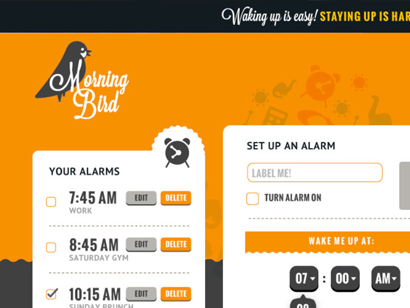 Waking up is easy! STAYING UP IS HAR
Morning
Bird
YOUR ALARMS
7:45 AM EDIT DELETE
WORK
8:45 AM EDIT DELETE
SATURDAY GYM
10:15 AM EDIT DELETE
SUNDAY BRUNCH
SET UP AN ALARM
LABEL ME!
TURN ALARM ON
WAKE ME UP AT:
07 : 00 AM
08